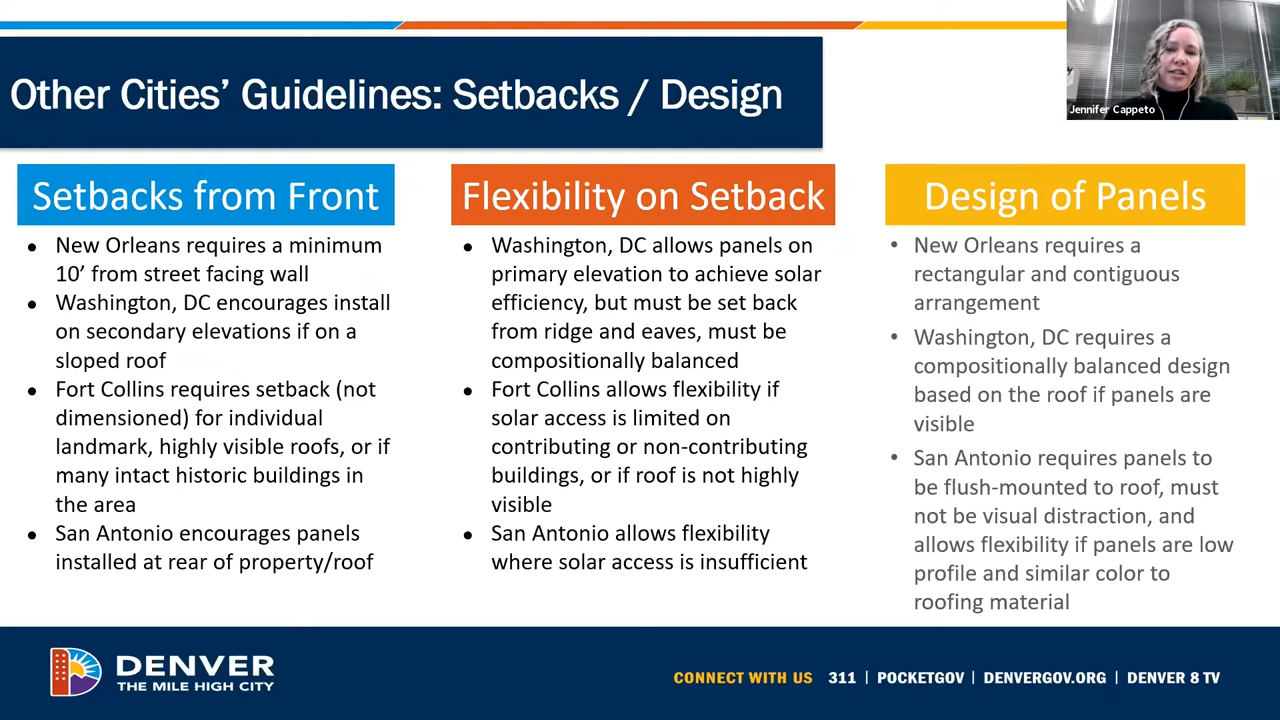 Other Cities' Guidelines: Setbacks / Design
Jennifer Cappeto
Setbacks from Front
• New Orleans requires a minimum
10' from street facing wall
• Washington, DC encourages install
on secondary elevations if on a
sloped roof
• Fort Collins requires setback (not
dimensioned) for individual
landmark, highly visible roofs, or if
many intact historic buildings in
the area
• San Antonio encourages panels
installed at rear of property/roof
Flexibility on Setback
• Washington, DC allows panels on
primary elevation to achieve solar
efficiency, but must be set back
from ridge and eaves, must be
compositionally balanced
• Fort Collins allows flexibility if
solar access is limited on
contributing or non-contributing
buildings, or if roof is not highly
visible
• San Antonio allows flexibility
where solar access is insufficient
Design of Panels
• New Orleans requires a
rectangular and contiguous
arrangement
• Washington, DC requires a
compositionally balanced design
based on the roof if panels are
visible
• San Antonio requires panels to
be flush-mounted to roof, must
not be visual distraction, and
allows flexibility if panels are low
profile and similar color to
roofing material
DENVER
THE MILE HIGH CITY
CONNECT WITH US 311 | POCKETGOV | DENVERGOV.ORG | DENVER 8 TV